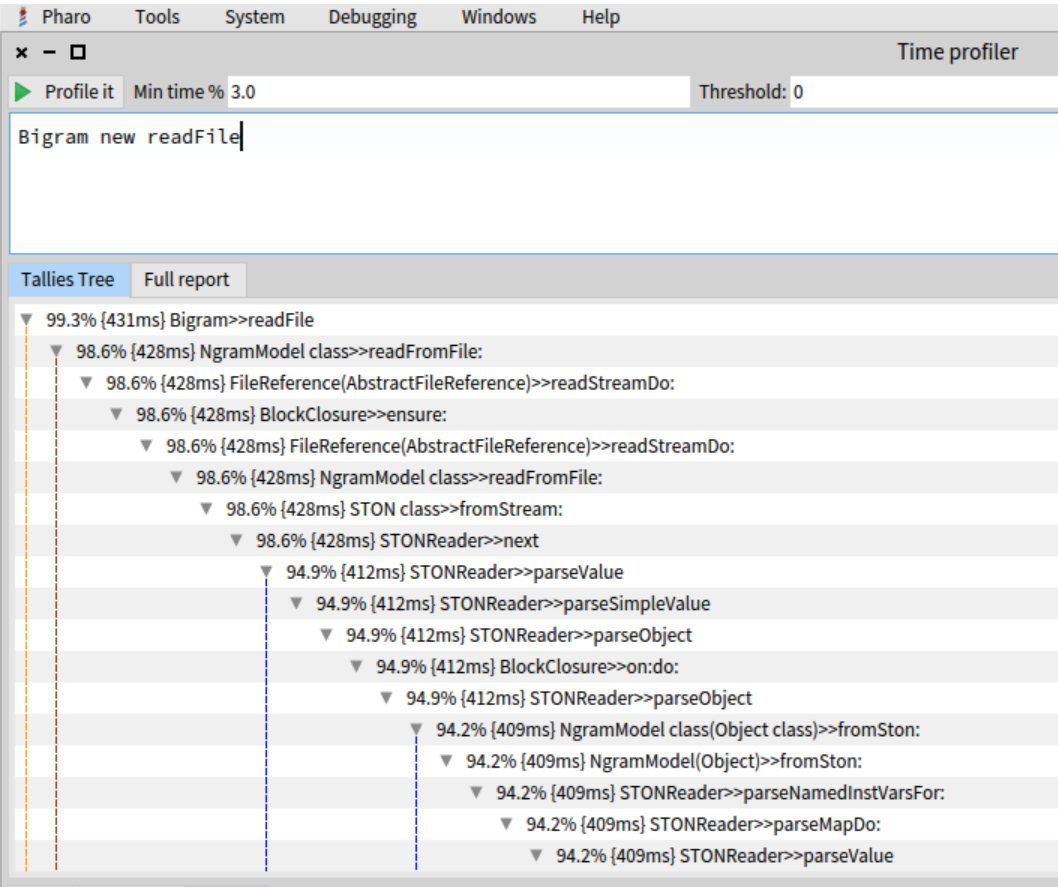 Pharo Tools System Debugging Windows Help
Time profiler
Profile it Min time % 3.0 Threshold: 0
Bigram new readFile
Tallies Tree Full report
99.3% {431ms} Bigram>>readFile
98.6% {428ms} NgramModel class>>readFromFile:
98.6% {428ms} FileReference(AbstractFileReference)>>readStreamDo:
98.6% {428ms} BlockClosure>>ensure:
98.6% {428ms} FileReference(AbstractFileReference)>>readStreamDo:
98.6% {428ms} NgramModel class>>readFromFile:
98.6% {428ms} STON class>>fromStream:
98.6% {428ms} STONReader>>next
94.9% {412ms} STONReader>>parseValue
94.9% {412ms} STONReader>>parseSimpleValue
94.9% {412ms} STONReader>>parseObject
94.9% {412ms} BlockClosure>>on:do:
94.9% {412ms} STONReader>>parseObject
94.2% {409ms} NgramModel class(Object class)>>fromSton:
94.2% {409ms} NgramModel(Object)>>fromSton:
94.2% {409ms} STONReader>>parseNamedInstVarsFor:
94.2% {409ms} STONReader>>parseMapDo:
94.2% {409ms} STONReader>>parseValue